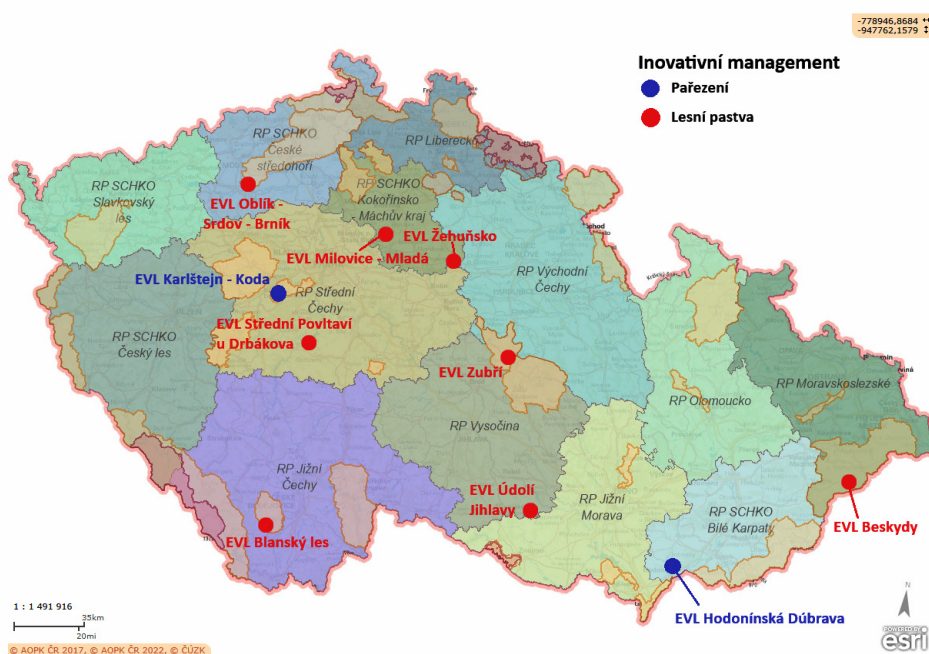 -778946,8684
-947762,1579
Inovativní management
Pařezení
Lesní pastva
RP SCHKO
České
středohoří
RP Liberecko
RP SCHKO
Slavkovský
les
RP SCHKO
Kokořínsko
- Máchův kraj
EVL Oblík -
Srdov - Brník
EVL Žehuňsko
EVL Milovice - Mladá
RP Východní
Čechy
EVL Karlštejn - Koda
RP Střední
Čechy
EVL Střední Povltaví
u Drbákova
RP SCHKO
Český les
EVL Zubří
RP Moravskoslezské
RP Olomoucko
RP Vysočina
RP Jižní
Čechy
EVL Údolí
Jihlavy
RP Jižní
Morava
RP SCHKO
Bílé Karpaty
EVL Blanský les
EVL Beskydy
EVL Hodonínská Dúbrava
1 : 1 491 916
35km
20mi
N
POWERED BY
esri
© AOPK ČR 2017, © AOPK ČR 2022, © ČÚZK